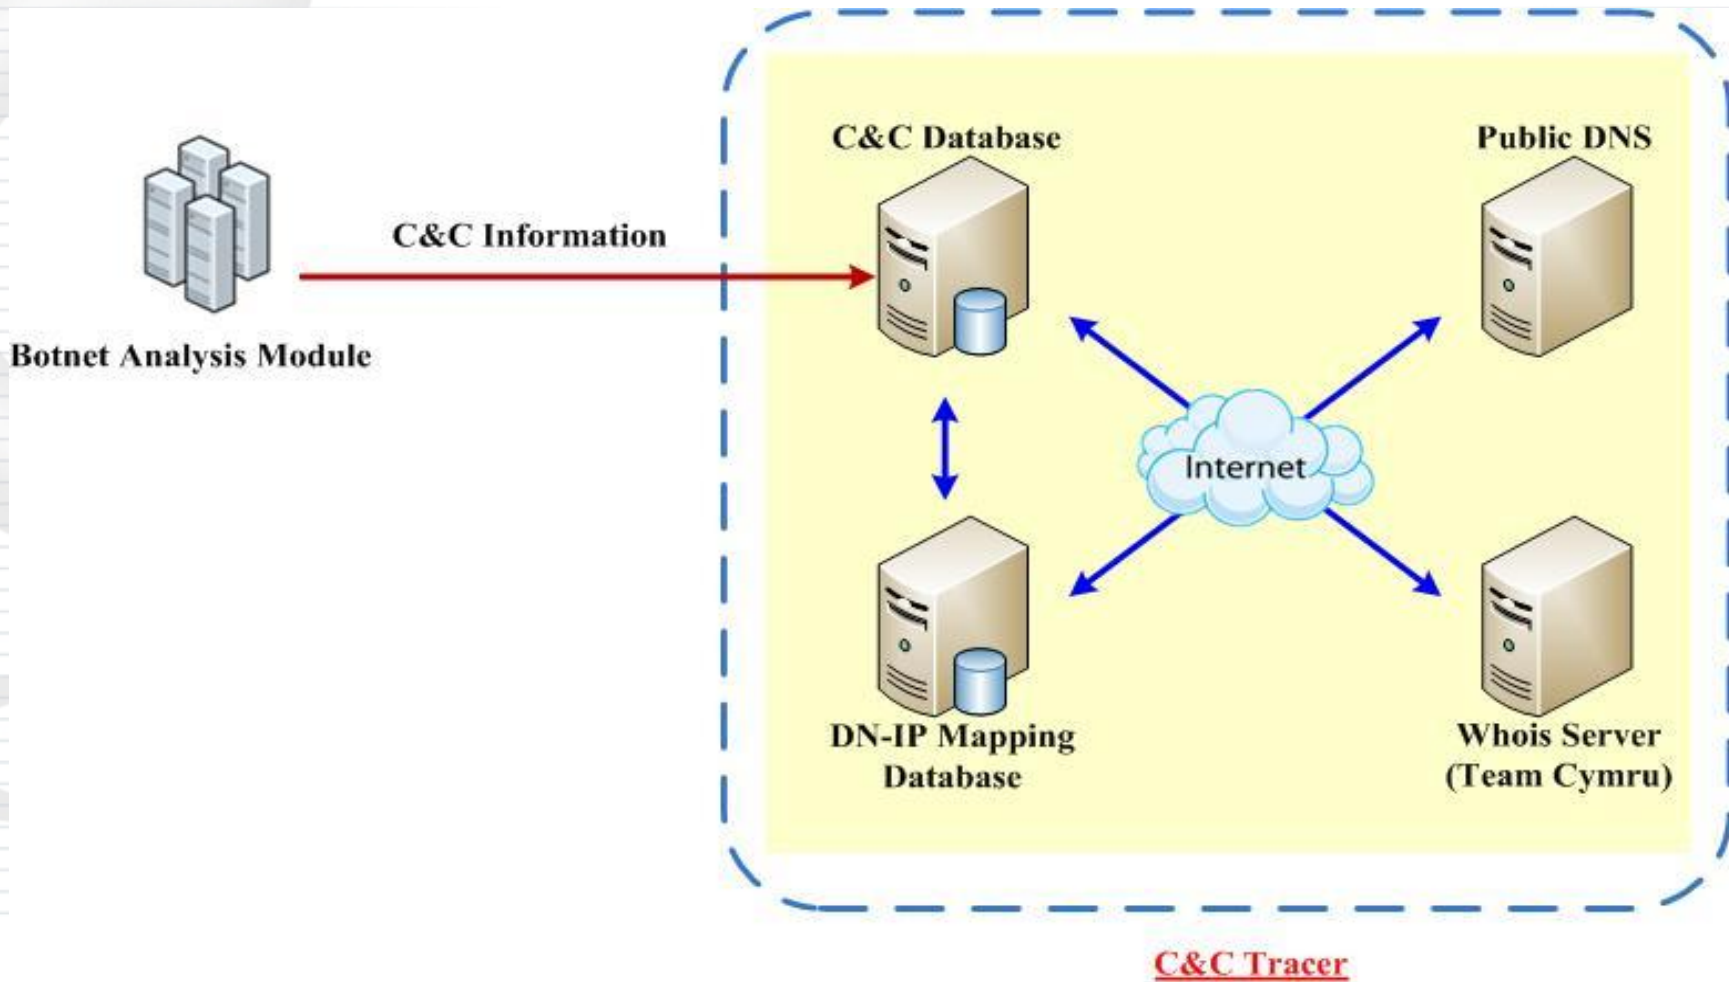 C&C Database
Public DNS
C&C Information
Botnet Analysis Module
Internet
DN-IP Mapping
Database
Whois Server
(Team Cymru)
C&C Tracer